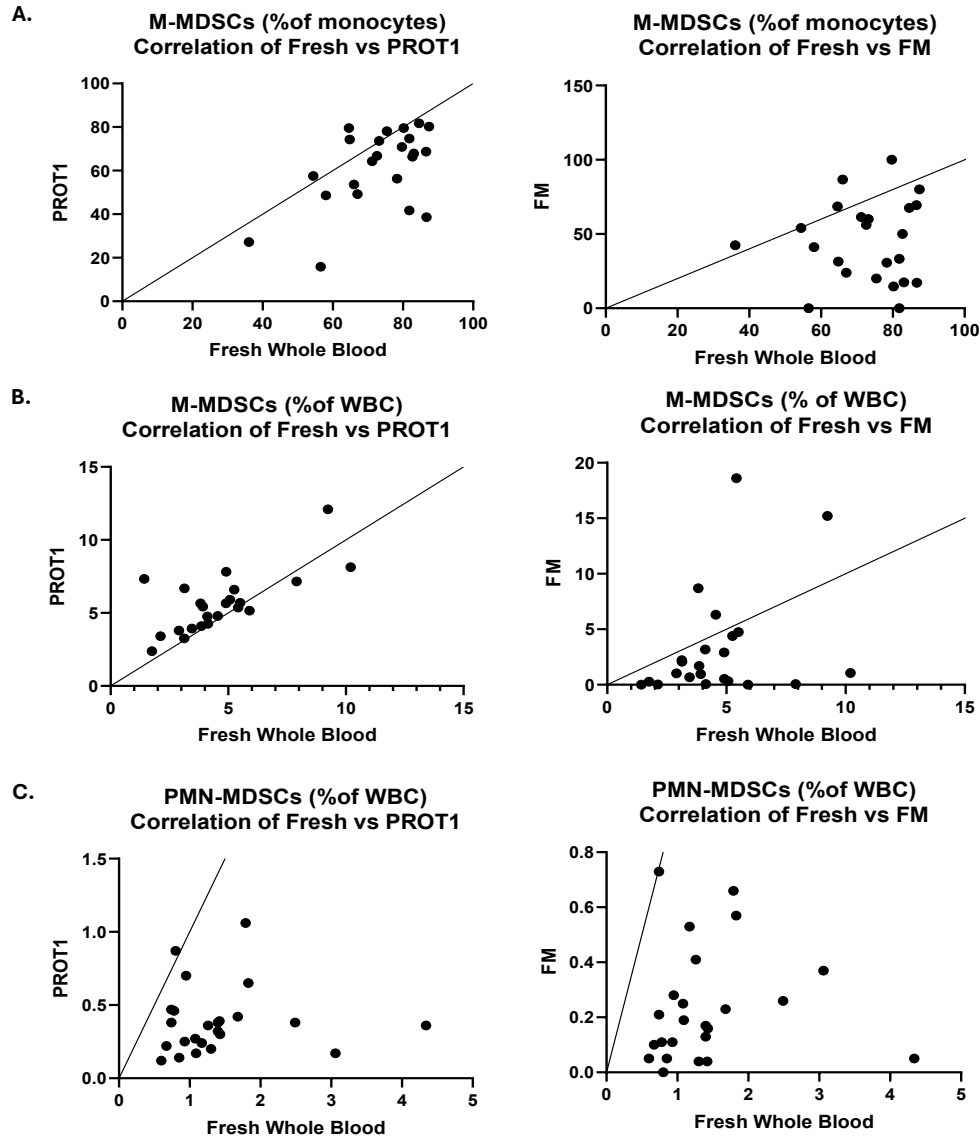 A.
M-MDSCs (%of monocytes)
Correlation of Fresh vs PROT1
PROT1
100
80
60
40
20
0
0 20 40 60 80 100
Fresh Whole Blood
M-MDSCs (%of monocytes)
Correlation of Fresh vs FM
FM
150
100
50
0
0 20 40 60 80 100
Fresh Whole Blood
B.
M-MDSCs (%of WBC)
Correlation of Fresh vs PROT1
PROT1
15
10
5
0
0 5 10 15
Fresh Whole Blood
M-MDSCs (% of WBC)
Correlation of Fresh vs FM
FM
20
15
10
5
0
0 5 10 15
Fresh Whole Blood
C.
PMN-MDSCs (%of WBC)
Correlation of Fresh vs PROT1
PROT1
1.5
1.0
0.5
0.0
0 1 2 3 4 5
Fresh Whole Blood
PMN-MDSCs (%of WBC)
Correlation of Fresh vs FM
FM
0.8
0.6
0.4
0.2
0.0
0 1 2 3 4 5
Fresh Whole Blood